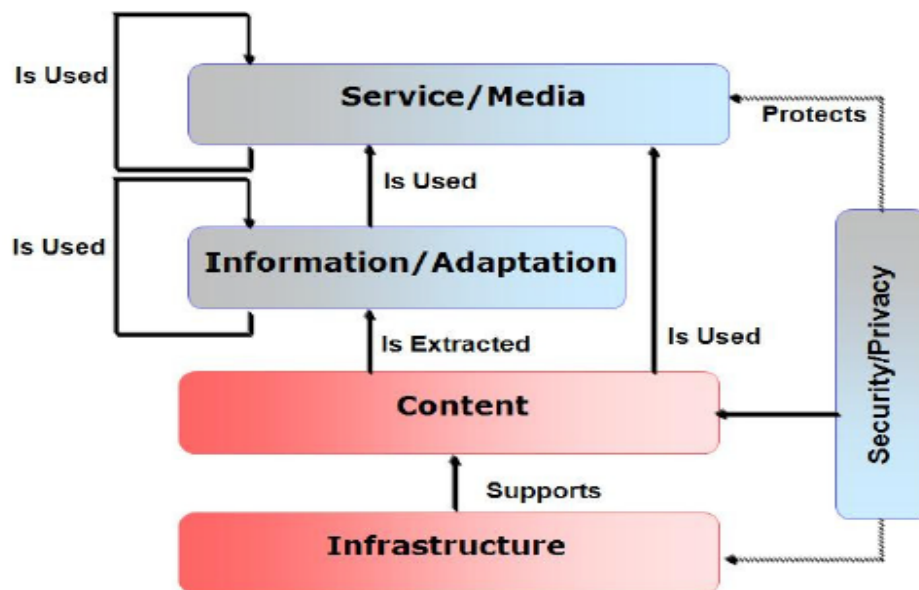 Is Used
Service/Media
Protects
Is Used
Is Used
Information/Adaptation
Security/Privacy
Is Extracted
Is Used
Content
Supports
Infrastructure